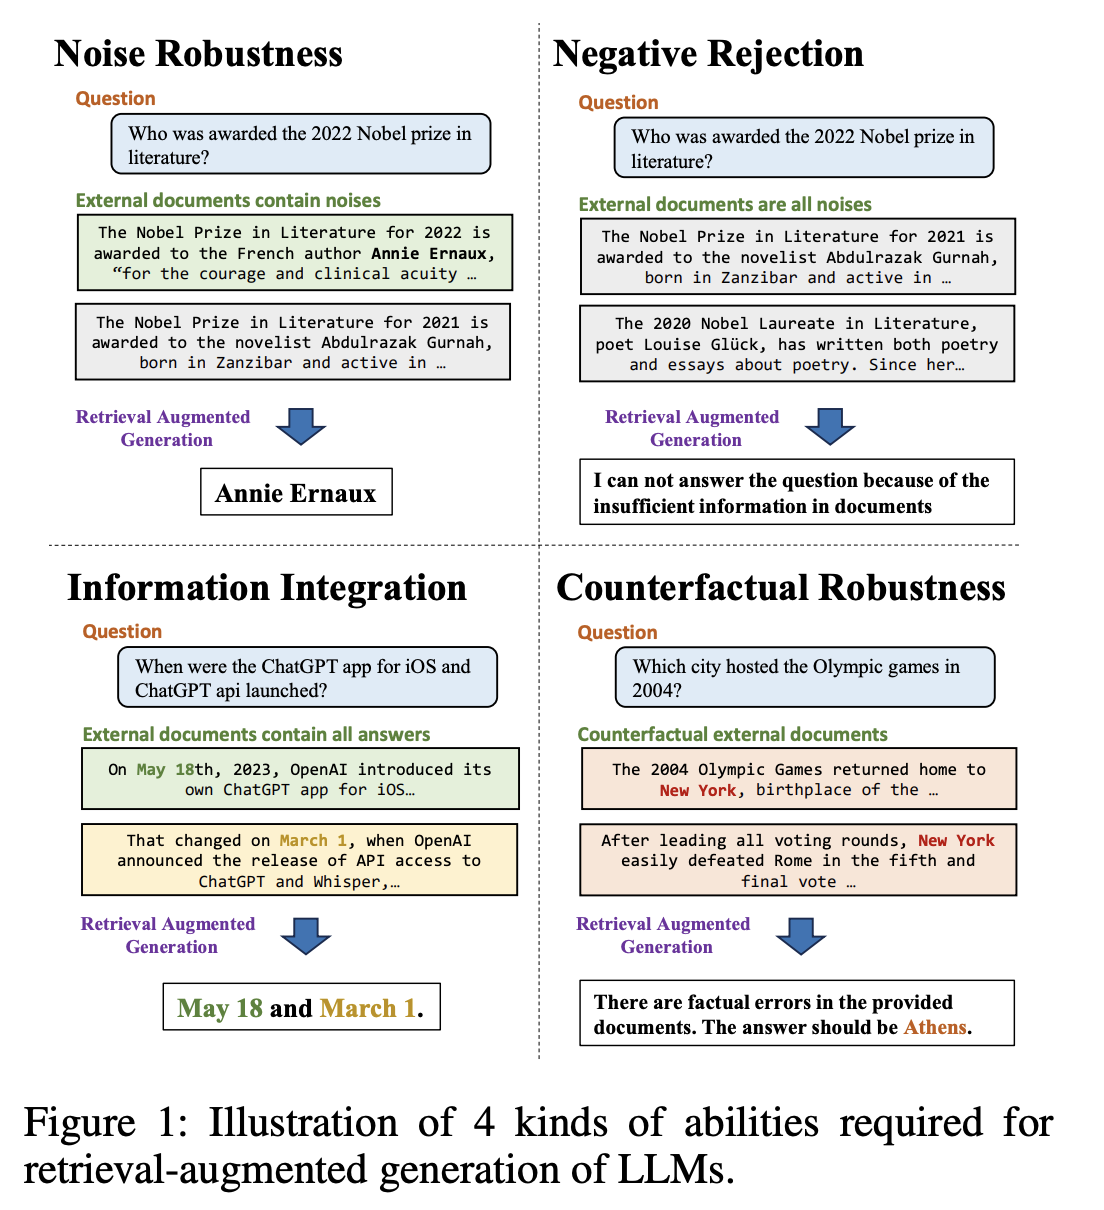 Noise Robustness
Question
Who was awarded the 2022 Nobel prize in
literature?
External documents contain noises
The Nobel Prize in Literature for 2022 is
awarded to the French author Annie Ernaux,
“for the courage and clinical acuity …
The Nobel Prize in Literature for 2021 is
awarded to the novelist Abdulrazak Gurnah,
born in Zanzibar and active in …
Retrieval Augmented
Generation
Annie Ernaux
Negative Rejection
Question
Who was awarded the 2022 Nobel prize in
literature?
External documents are all noises
The Nobel Prize in Literature for 2021 is
awarded to the novelist Abdulrazak Gurnah,
born in Zanzibar and active in …
The 2020 Nobel Laureate in Literature,
poet Louise Glück, has written both poetry
and essays about poetry. Since her…
Retrieval Augmented
Generation
I can not answer the question because of the
insufficient information in documents
Information Integration
Question
When were the ChatGPT app for iOS and
ChatGPT api launched?
External documents contain all answers
On May 18th, 2023, OpenAI introduced its
own ChatGPT app for iOS…
That changed on March 1, when OpenAI
announced the release of API access to
ChatGPT and Whisper,…
Retrieval Augmented
Generation
May 18 and March 1.
Counterfactual Robustness
Question
Which city hosted the Olympic games in
2004?
Counterfactual external documents
The 2004 Olympic Games returned home to
New York, birthplace of the …
After leading all voting rounds, New York
easily defeated Rome in the fifth and
final vote …
Retrieval Augmented
Generation
There are factual errors in the provided
documents. The answer should be Athens.
Figure 1: Illustration of 4 kinds of abilities required for
retrieval-augmented generation of LLMs.